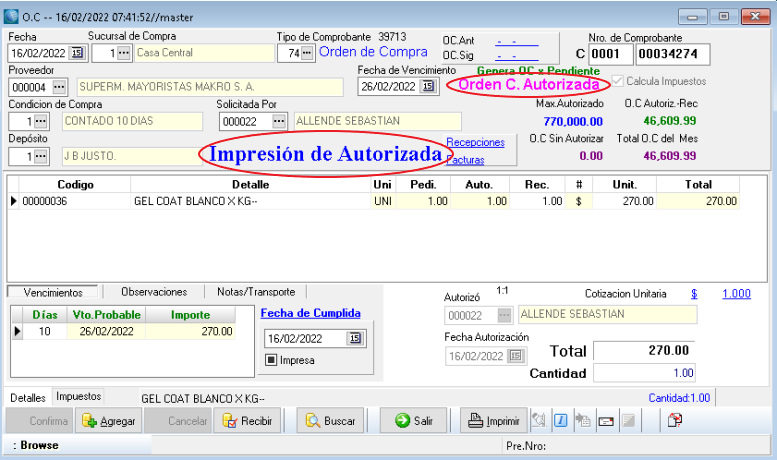 O.C -- 16/02/2022 07:41:52//master
Fecha Sucursal de Compra Tipo de Comprobante 39713 OC.Ant - - Nro. de Comprobante
16/02/2022 15 1 ... Casa Central 74 ... Orden de Compra OC.Sig - - C 0001 00034274
Proveedor Fecha de Vencimiento Genera OC x Pendiente
000004 ... SUPERM. MAYORISTAS MAKRO S. A. 26/02/2022 15 Orden C. Autorizada Calcula Impuestos
Condicion de Compra Solicitada Por Max.Autorizado O.C Autoriz.-Rec
1 ... CONTADO 10 DIAS 000022 ... ALLENDE SEBASTIAN 770,000.00 46,609.99
Depósito Recepciones O.C Sin Autorizar Total O.C del Mes
1 ... J B JUSTO. Impresión de Autorizada Facturas 0.00 46,609.99
Codigo Detalle Uni Pedi. Auto. Rec. # Unit. Total
00000036 GEL COAT BLANCO X KG-- UNI 1.00 1.00 1.00 $ 270.00 270.00
Vencimientos Observaciones Notas/Transporte Autorizó 1:1 Cotizacion Unitaria $ 1.000
Días Vto.Probable Importe Fecha de Cumplida 000022 ... ALLENDE SEBASTIAN
10 26/02/2022 270.00 16/02/2022 15 Fecha Autorización
Impresa 16/02/2022 15 Total 270.00
Cantidad 1.00
Detalles Impuestos GEL COAT BLANCO X KG-- Cantidad:1.00
Confirma Agregar Cancelar Recibir Buscar Salir Imprimir
: Browse Pre.Nro: